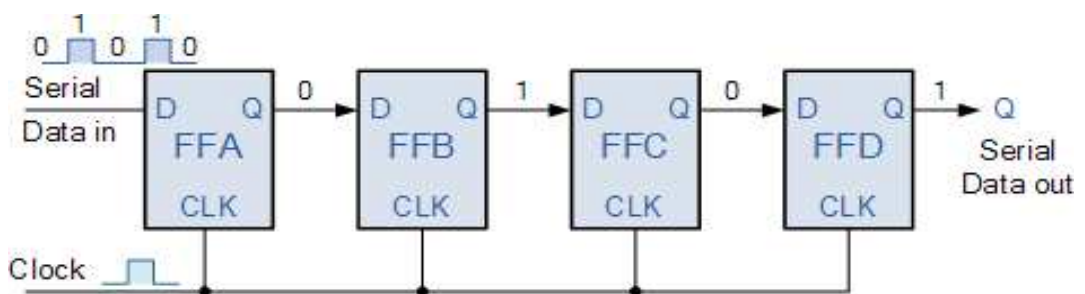 1 1
0 0 0
Serial
Data in
D Q 0 D Q 1 D Q 0 D Q 1 Q
FFA FFB FFC FFD
Serial
Data out
CLK CLK CLK CLK
Clock